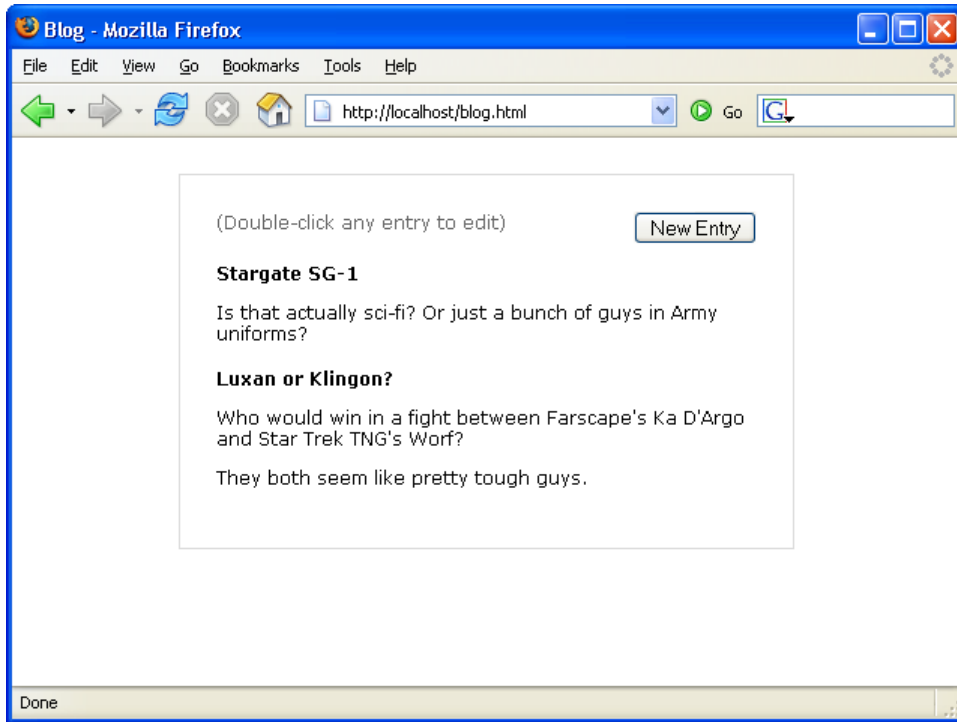 Blog - Mozilla Firefox
File Edit View Go Bookmarks Tools Help
http://localhost/blog.html Go G
(Double-click any entry to edit) New Entry
Stargate SG-1
Is that actually sci-fi? Or just a bunch of guys in Army
uniforms?
Luxan or Klingon?
Who would win in a fight between Farscape's Ka D'Argo
and Star Trek TNG's Worf?
They both seem like pretty tough guys.
Done